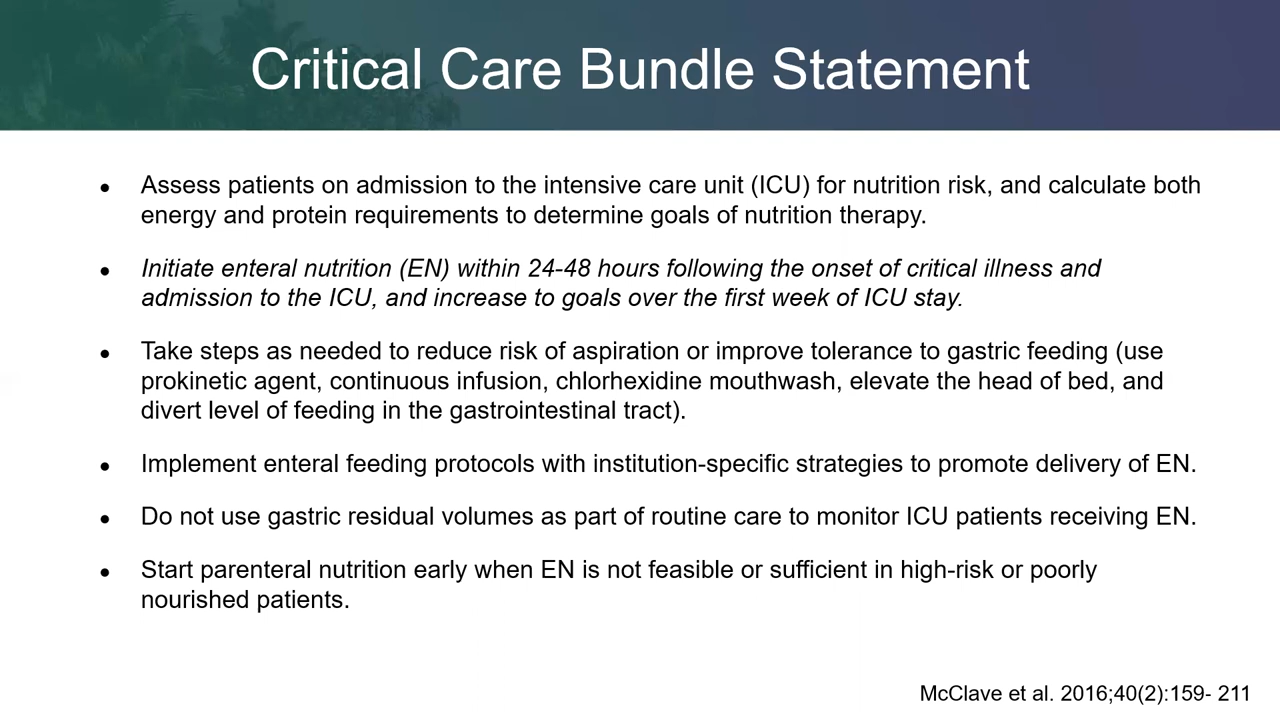 Critical Care Bundle Statement
● Assess patients on admission to the intensive care unit (ICU) for nutrition risk, and calculate both
energy and protein requirements to determine goals of nutrition therapy.
● Initiate enteral nutrition (EN) within 24-48 hours following the onset of critical illness and
admission to the ICU, and increase to goals over the first week of ICU stay.
● Take steps as needed to reduce risk of aspiration or improve tolerance to gastric feeding (use
prokinetic agent, continuous infusion, chlorhexidine mouthwash, elevate the head of bed, and
divert level of feeding in the gastrointestinal tract).
● Implement enteral feeding protocols with institution-specific strategies to promote delivery of EN.
● Do not use gastric residual volumes as part of routine care to monitor ICU patients receiving EN.
● Start parenteral nutrition early when EN is not feasible or sufficient in high-risk or poorly
nourished patients.
McClave et al. 2016;40(2):159- 211